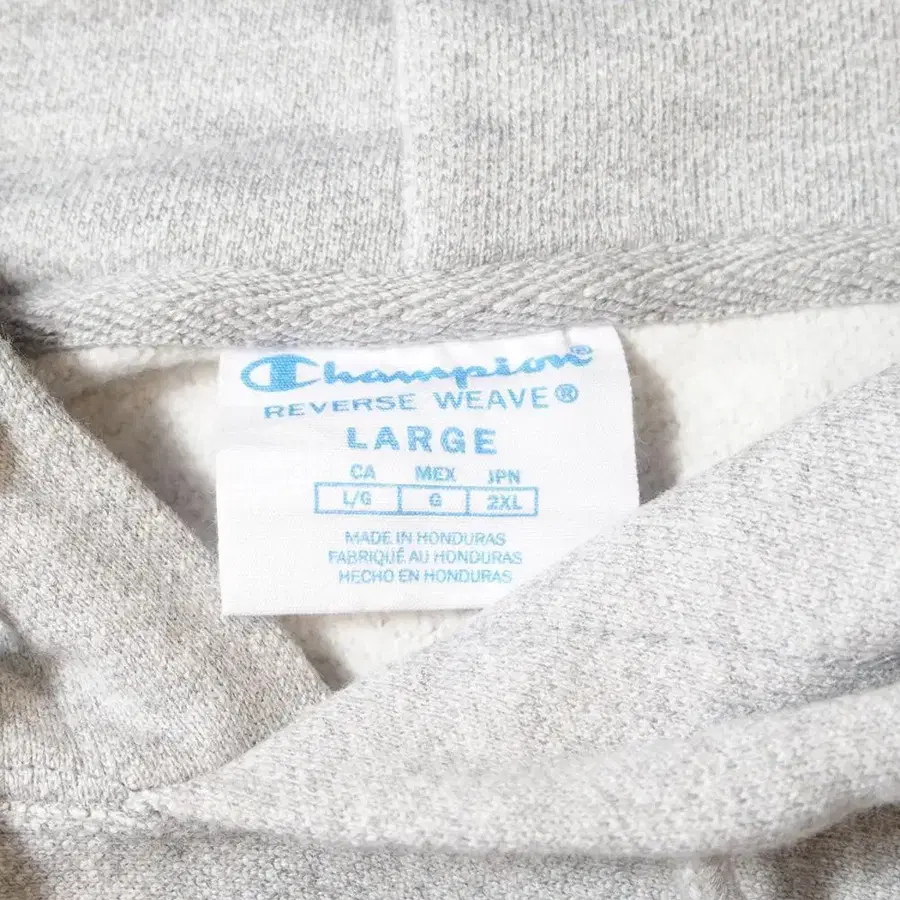 Champion®
REVERSE WEAVE®
LARGE
CA MEX JPN
L/G G 2XL
MADE IN HONDURAS
FABRIQUÉ AU HONDURAS
HECHO EN HONDURAS